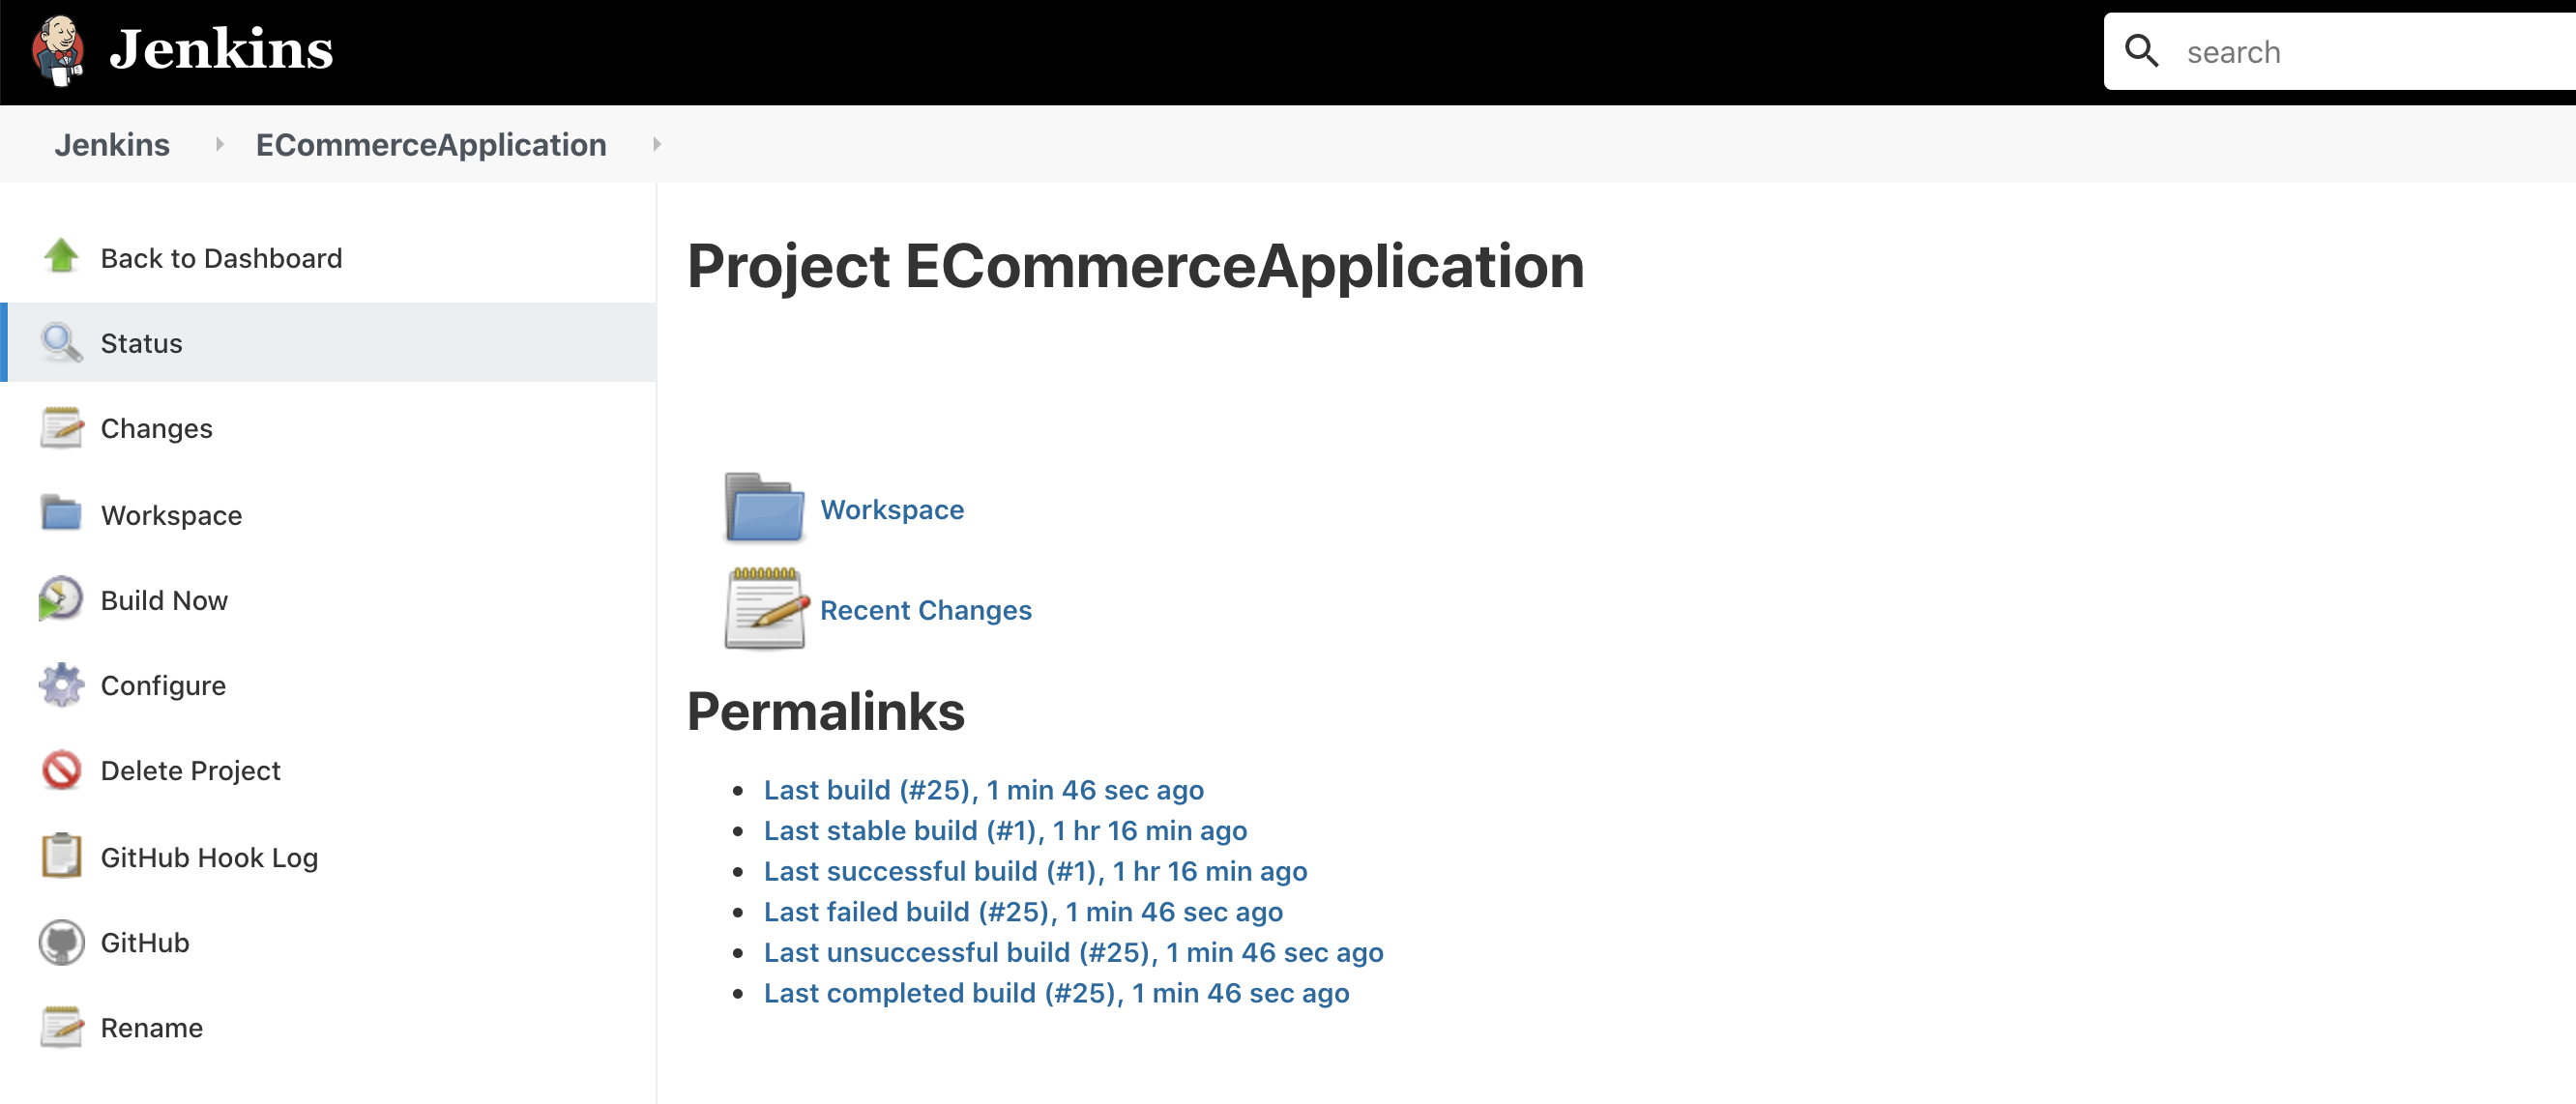 Jenkins
search
Jenkins
ECommerceApplication
Back to Dashboard
Status
Changes
Workspace
Build Now
Configure
Delete Project
GitHub Hook Log
GitHub
Rename
Project ECommerceApplication
Workspace
Recent Changes
Permalinks
Last build (#25), 1 min 46 sec ago
Last stable build (#1), 1 hr 16 min ago
Last successful build (#1), 1 hr 16 min ago
Last failed build (#25), 1 min 46 sec ago
Last unsuccessful build (#25), 1 min 46 sec ago
Last completed build (#25), 1 min 46 sec ago